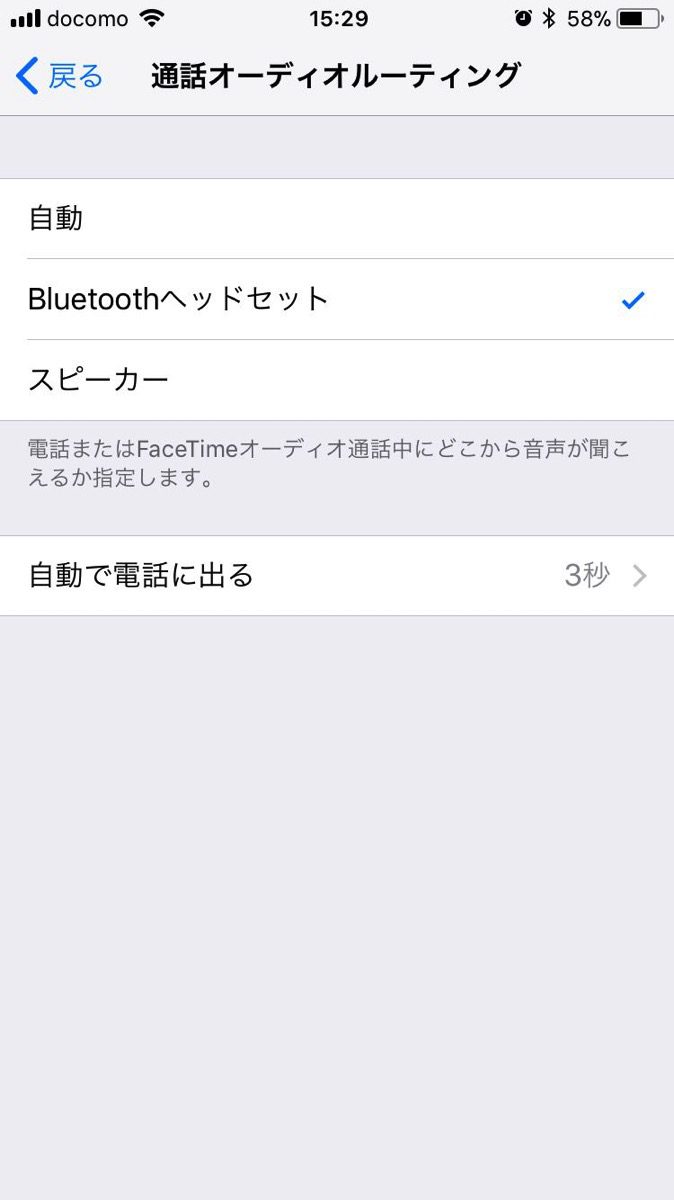 docomo 15:29 58%
戻る 通話オーディオルーティング
自動
Bluetoothヘッドセット
スピーカー
電話またはFaceTimeオーディオ通話中にどこから音声が聞こ
えるか指定します。
自動で電話に出る 3秒